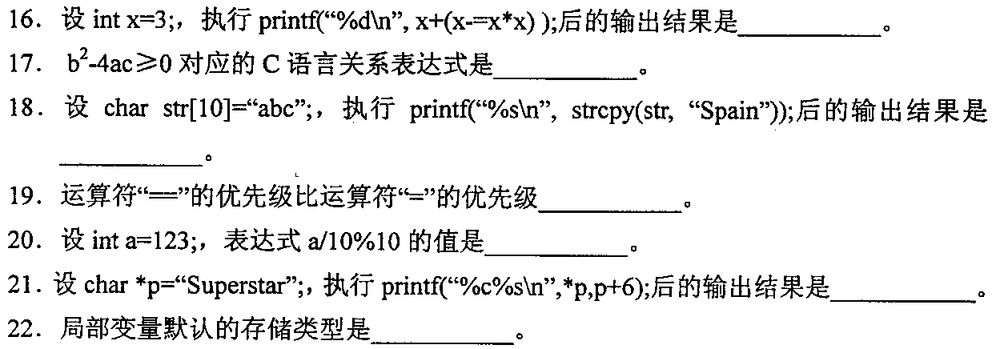 16. 设 int x=3;，执行 printf(“%d\n”, x+(x-=x*x) );后的输出结果是____________。
17. b²-4ac≥0 对应的 C 语言关系表达式是____________。
18. 设 char str[10]=“abc”;，执行 printf(“%s\n”, strcpy(str, “Spain”));后的输出结果是
____________。
19. 运算符“==”的优先级比运算符“=”的优先级____________。
20. 设 int a=123;，表达式 a/10%10 的值是____________。
21. 设 char *p=“Superstar”;，执行 printf(“%c%s\n”,*p,p+6);后的输出结果是____________。
22. 局部变量默认的存储类型是____________。